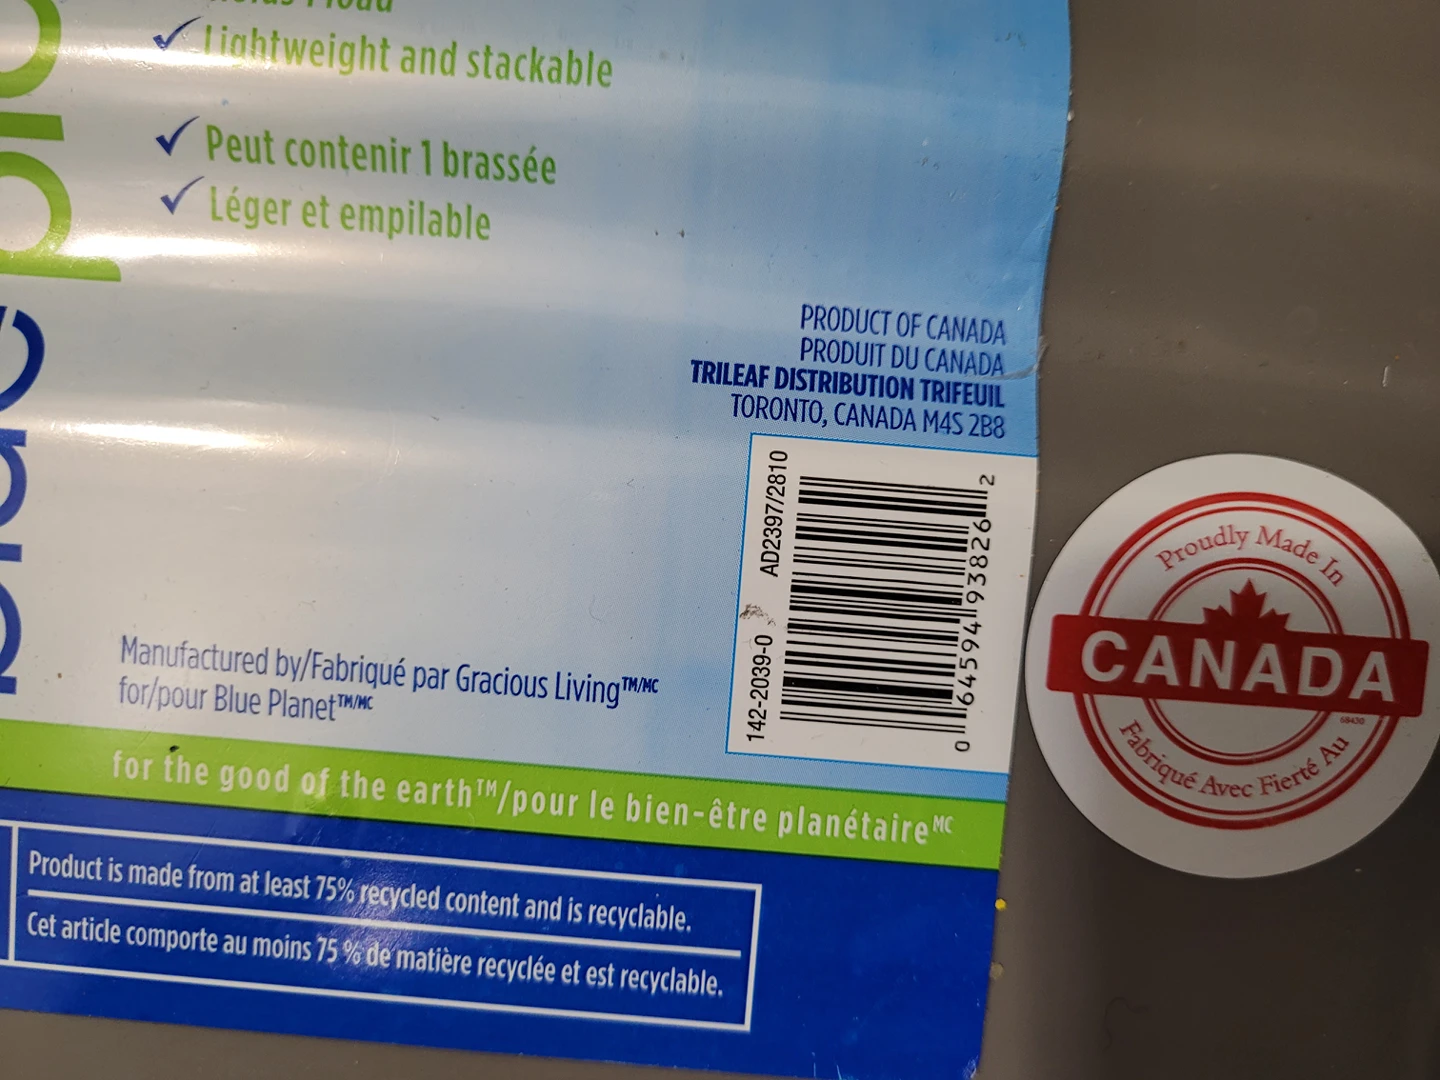 Lightweight and stackable
Peut contenir 1 brassée
Léger et empilable
PRODUCT OF CANADA
PRODUIT DU CANADA
TRILEAF DISTRIBUTION TRIFEUIL
TORONTO, CANADA M4S 2B8
142-2039-0 AD2397/2810
0 64594 93826 2
Manufactured by/Fabriqué par Gracious Living™/MC
for/pour Blue Planet™/MC
for the good of the earth™/pour le bien-être planétaireMC
Product is made from at least 75% recycled content and is recyclable.
Cet article comporte au moins 75 % de matière recyclée et est recyclable.
Proudly Made In
CANADA
Fabriqué Avec Fierté Au